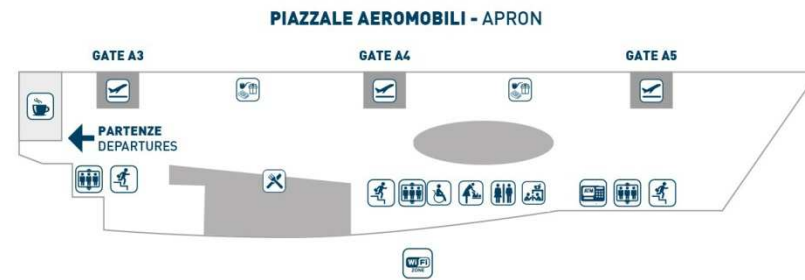 PIAZZALE AEROMOBILI - APRON
GATE A3
GATE A4
GATE A5
PARTENZE
DEPARTURES
ATM
WiFi
ZONE